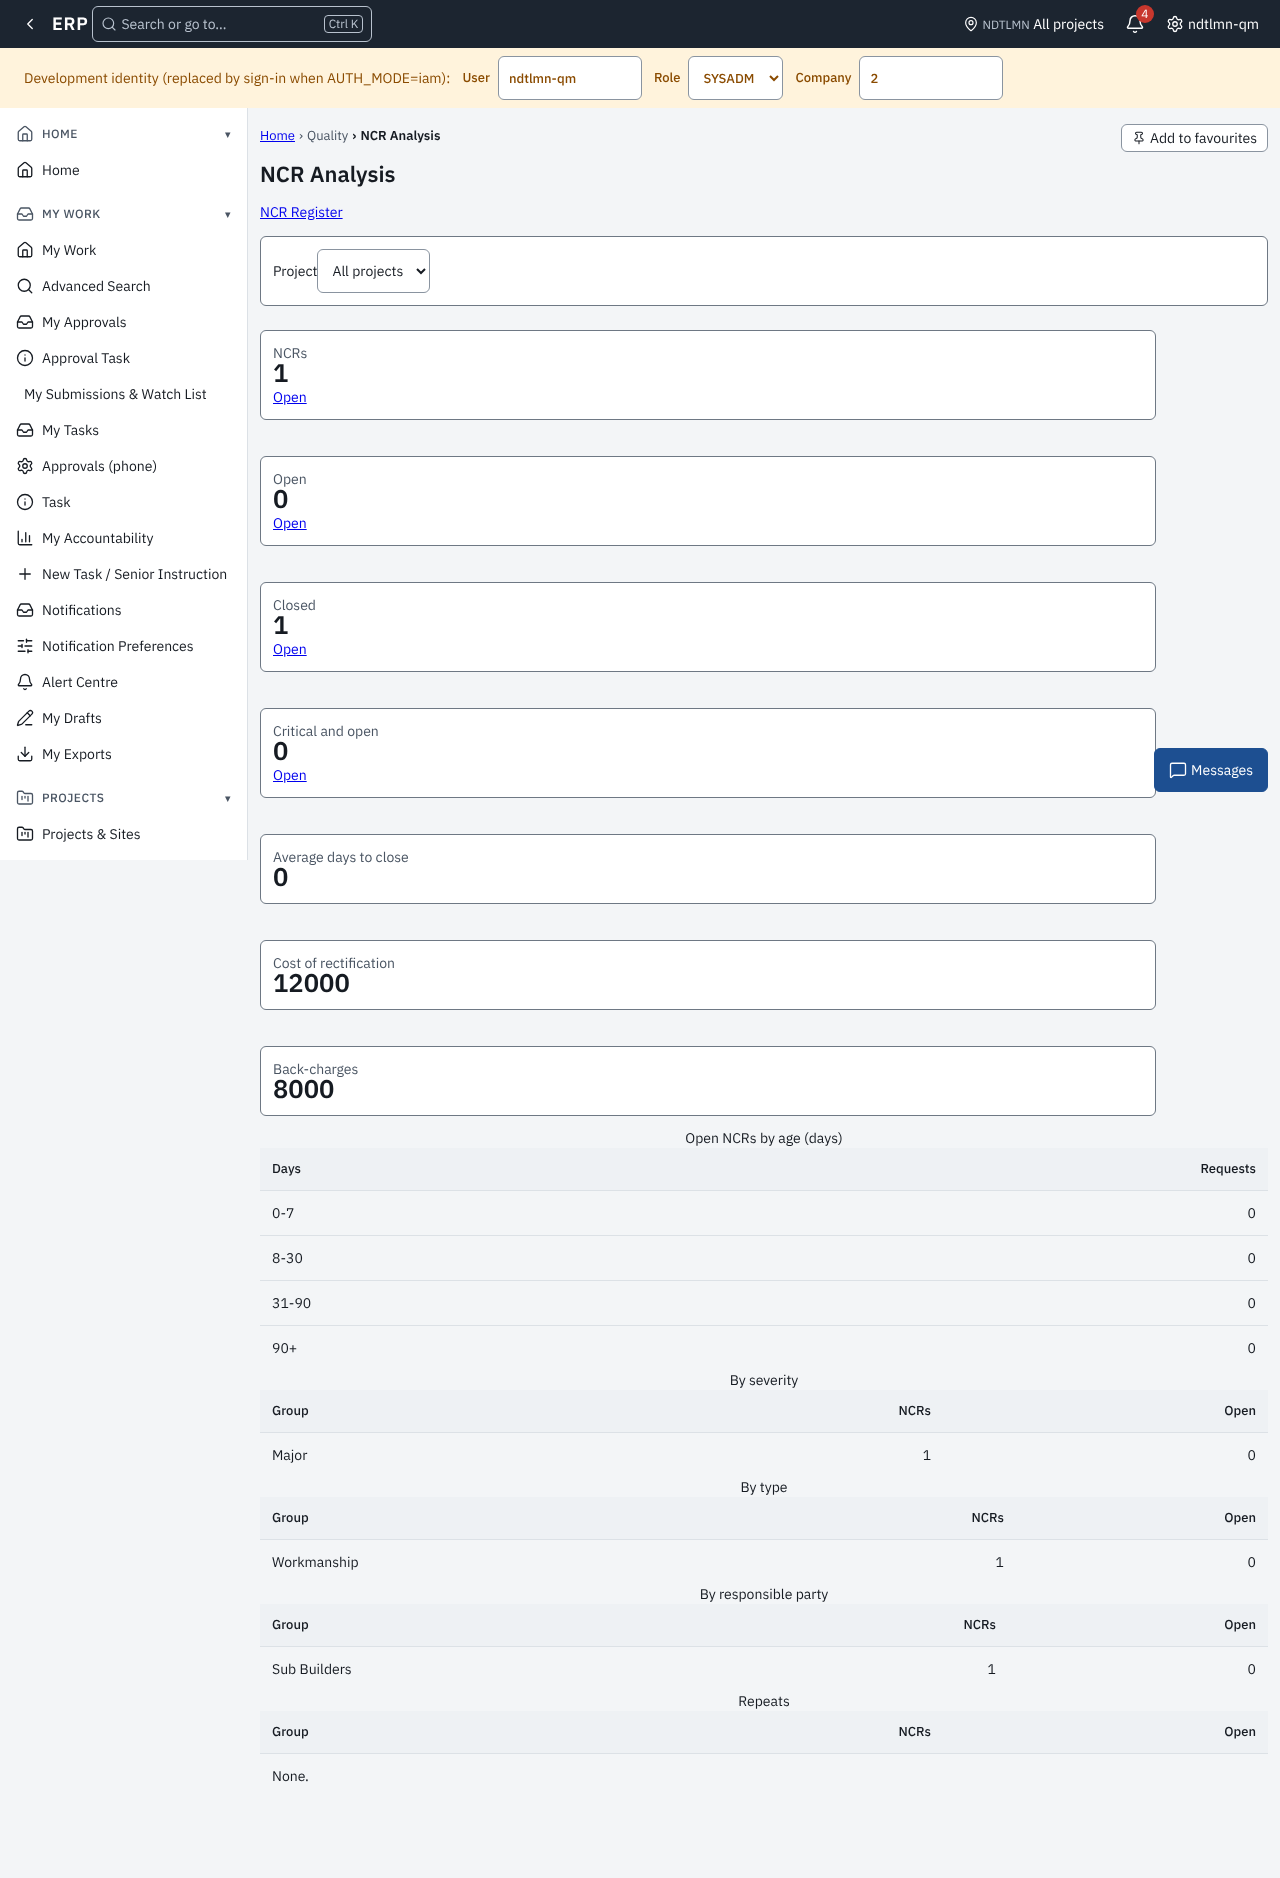 ERP
Search or go to...
Ctrl K
NDTLMN All projects
4
ndtlmn-qm
Development identity (replaced by sign-in when AUTH_MODE=iam):
User
ndtlmn-qm
Role
SYSADM
Company
2
HOME
Home
MY WORK
My Work
Advanced Search
My Approvals
Approval Task
My Submissions & Watch List
My Tasks
Approvals (phone)
Task
My Accountability
New Task / Senior Instruction
Notifications
Notification Preferences
Alert Centre
My Drafts
My Exports
PROJECTS
Projects & Sites
Home › Quality › NCR Analysis
Add to favourites
NCR Analysis
NCR Register
Project All projects
NCRs
1
Open
Open
0
Open
Closed
1
Open
Critical and open
0
Open
Messages
Average days to close
0
Cost of rectification
12000
Back-charges
8000
Open NCRs by age (days)
Days Requests
0-7 0
8-30 0
31-90 0
90+ 0
By severity
Group NCRs Open
Major 1 0
By type
Group NCRs Open
Workmanship 1 0
By responsible party
Group NCRs Open
Sub Builders 1 0
Repeats
Group NCRs Open
None.